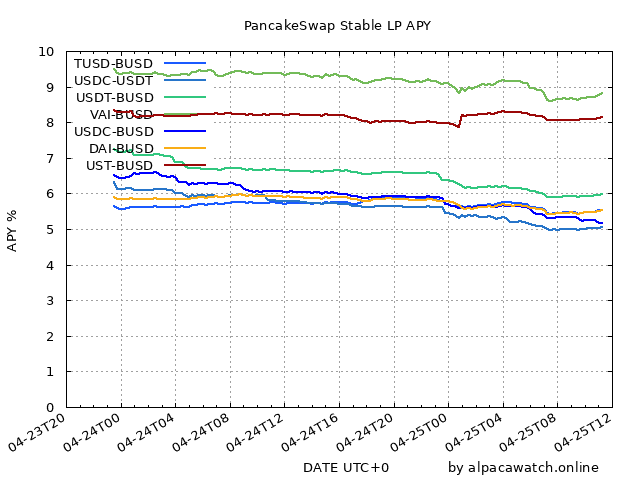 PancakeSwap Stable LP APY
10
9
8
7
6
5
4
3
2
1
0
APY %
TUSD-BUSD
USDC-USDT
USDT-BUSD
VAI-BUSD
USDC-BUSD
DAI-BUSD
UST-BUSD
04-23T20
04-24T00
04-24T04
04-24T08
04-24T12
04-24T16
04-24T20
04-25T00
04-25T04
04-25T08
04-25T12
DATE UTC+0
by alpacawatch.online